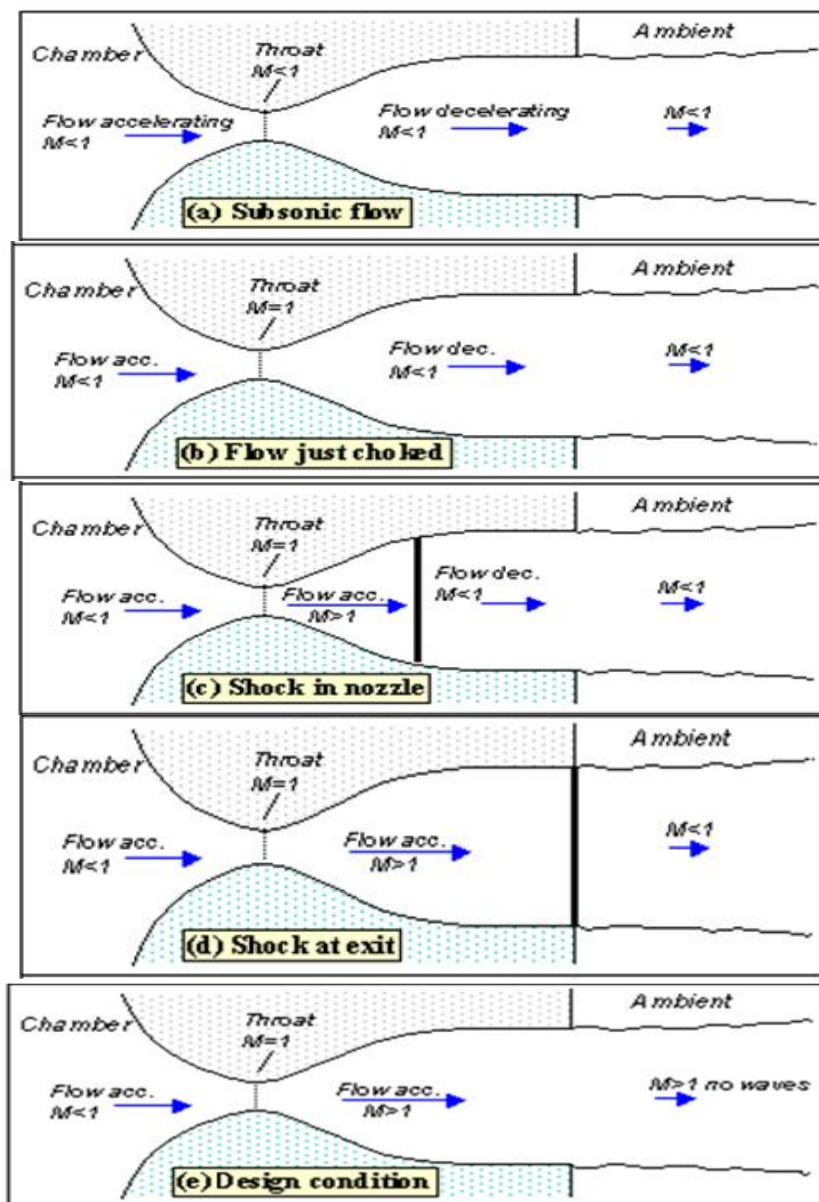 Ambient
Chamber
Throat
M<1
Flow accelerating
M<1
Flow decelerating
M<1
M<1
(a) Subsonic flow
Ambient
Chamber
Throat
M=1
Flow acc.
M<1
Flow dec.
M<1
M<1
(b) Flow just choked
Ambient
Chamber
Throat
M=1
Flow acc.
M<1
Flow acc.
M>1
Flow dec.
M<1
M<1
(c) Shock in nozzle
Ambient
Chamber
Throat
M=1
Flow acc.
M<1
Flow acc.
M>1
M<1
(d) Shock at exit
Ambient
Chamber
Throat
M=1
Flow acc.
M<1
Flow acc.
M>1
M>1 no waves
(e) Design condition